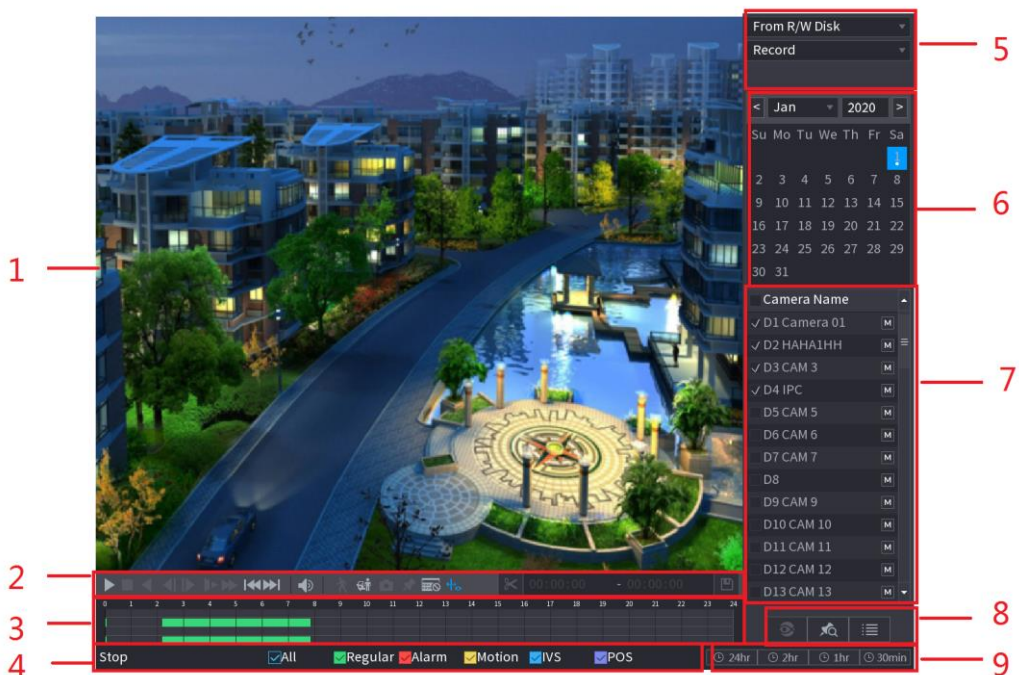 1
From R/W Disk
Record
5
< Jan 2020 >
Su Mo Tu We Th Fr Sa
1
2 3 4 5 6 7 8
9 10 11 12 13 14 15
16 17 18 19 20 21 22
23 24 25 26 27 28 29
30 31
6
Camera Name
D1 Camera 01 M
D2 HAHA1HH M
D3 CAM 3 M
D4 IPC M
D5 CAM 5 M
D6 CAM 6 M
D7 CAM 7 M
D8 M
D9 CAM 9 M
D10 CAM 10 M
D11 CAM 11 M
D12 CAM 12 M
D13 CAM 13 M
7
2
00:00:00 - 00:00:00
3
0 1 2 3 4 5 6 7 8 9 10 11 12 13 14 15 16 17 18 19 20 21 22 23 24
8
4
Stop All Regular Alarm Motion IVS POS
24hr 2hr 1hr 30min
9